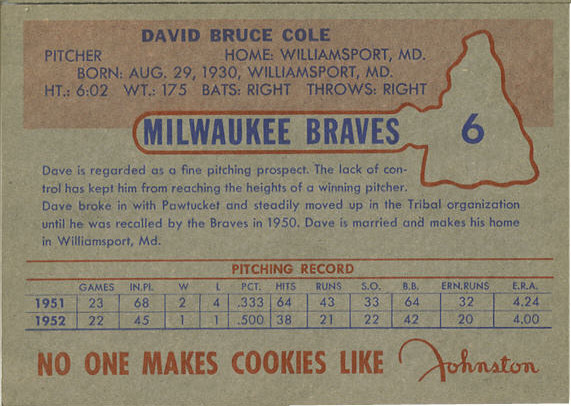 DAVID BRUCE COLE
PITCHER HOME: WILLIAMSPORT, MD.
BORN: AUG. 29, 1930, WILLIAMSPORT, MD.
HT.: 6:02 WT.: 175 BATS: RIGHT THROWS: RIGHT
MILWAUKEE BRAVES 6
Dave is regarded as a fine pitching prospect. The lack of con-
trol has kept him from reaching the heights of a winning pitcher.
Dave broke in with Pawtucket and steadily moved up in the Tribal organization
until he was recalled by the Braves in 1950. Dave is married and makes his home
in Williamsport, Md.
PITCHING RECORD
GAMES IN.PI. W L PCT. HITS RUNS S.O. B.B. ERN.RUNS E.R.A.
1951 23 68 2 4 .333 64 43 33 64 32 4.24
1952 22 45 1 1 .500 38 21 22 42 20 4.00
NO ONE MAKES COOKIES LIKE Johnston